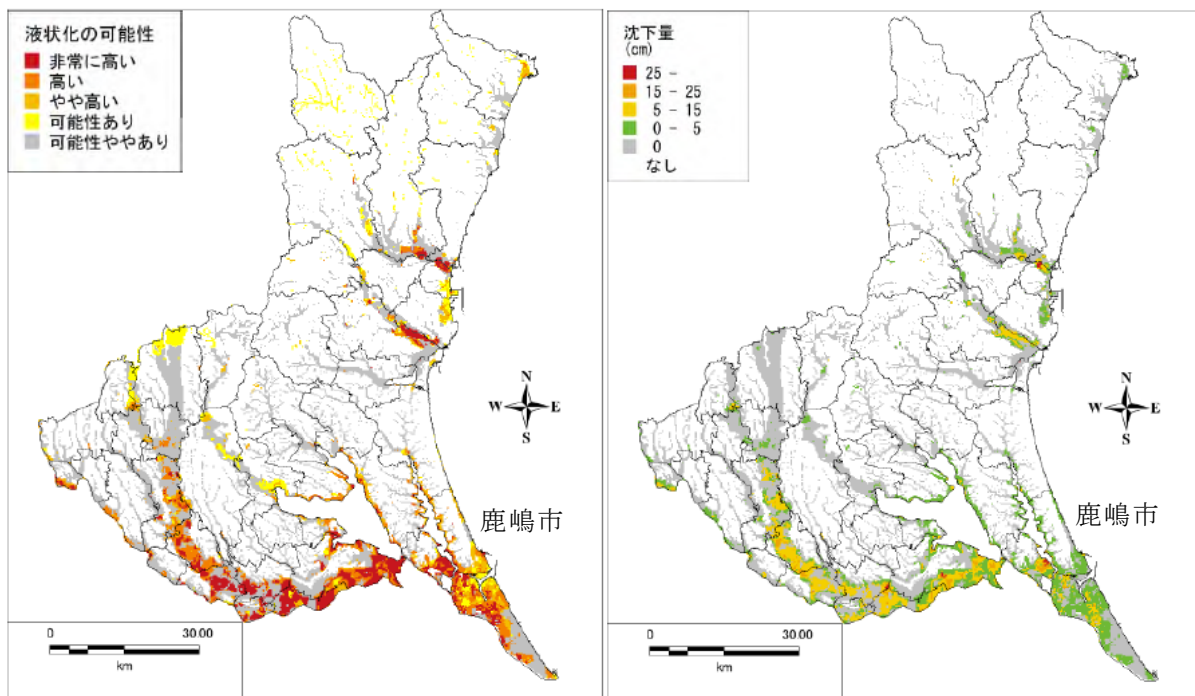 液状化の可能性
非常に高い
高い
やや高い
可能性あり
可能性ややあり
N
W E
S
鹿嶋市
0 30.00
km
沈下量
(cm)
25 -
15 - 25
5 - 15
0 - 5
0
なし
N
W E
S
鹿嶋市
0 30.00
km